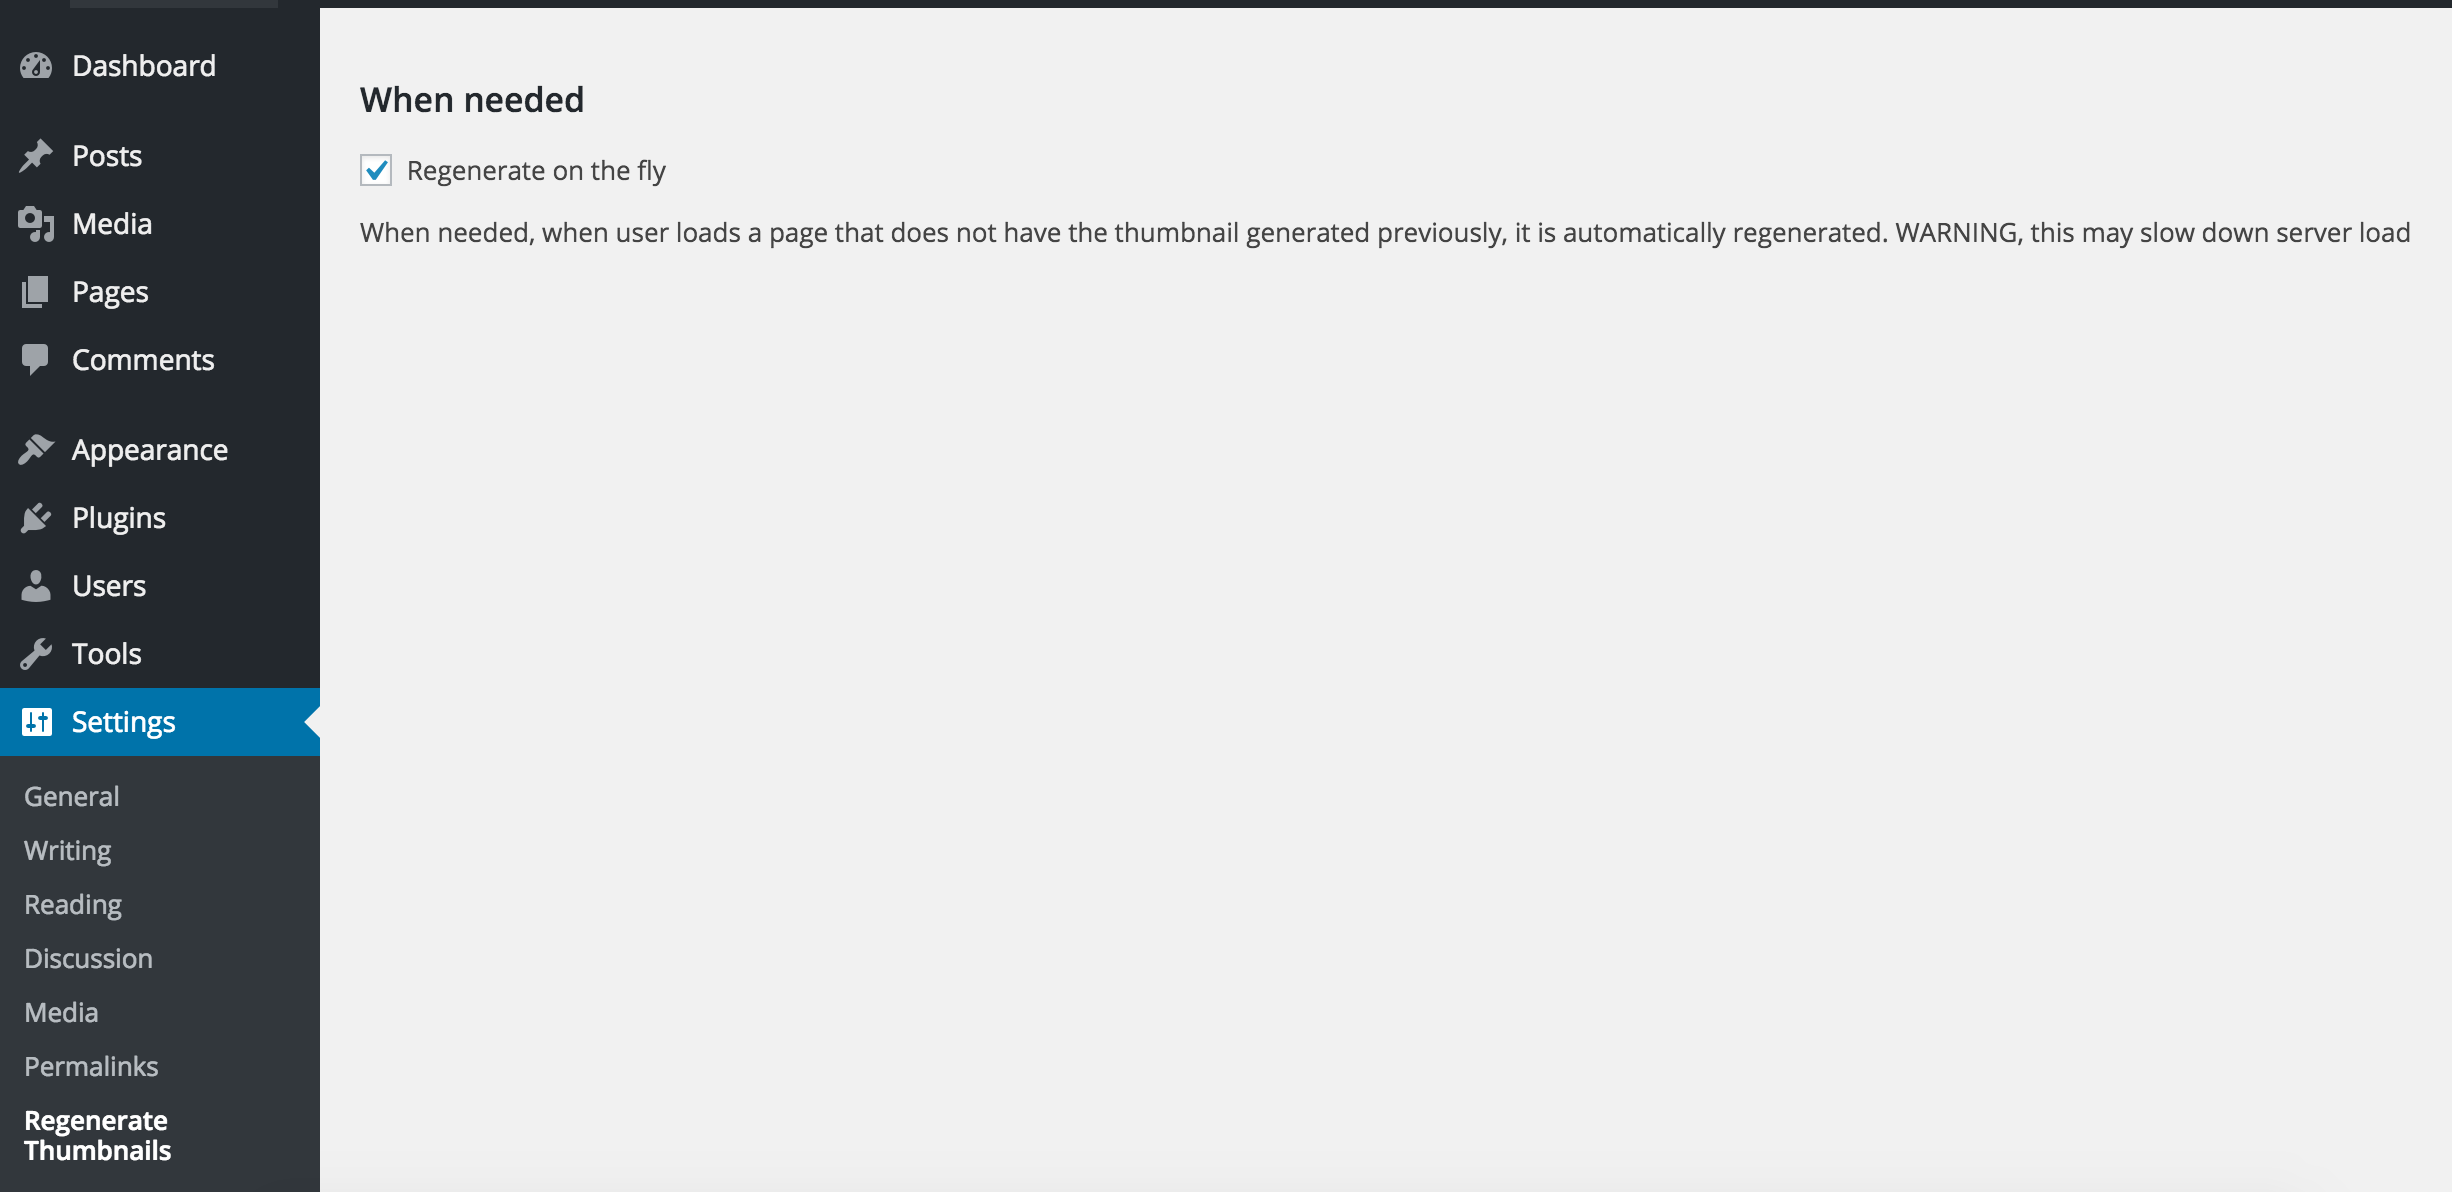 Dashboard
Posts
Media
Pages
Comments
Appearance
Plugins
Users
Tools
Settings
General
Writing
Reading
Discussion
Media
Permalinks
Regenerate
Thumbnails
When needed
Regenerate on the fly
When needed, when user loads a page that does not have the thumbnail generated previously, it is automatically regenerated. WARNING, this may slow down server load